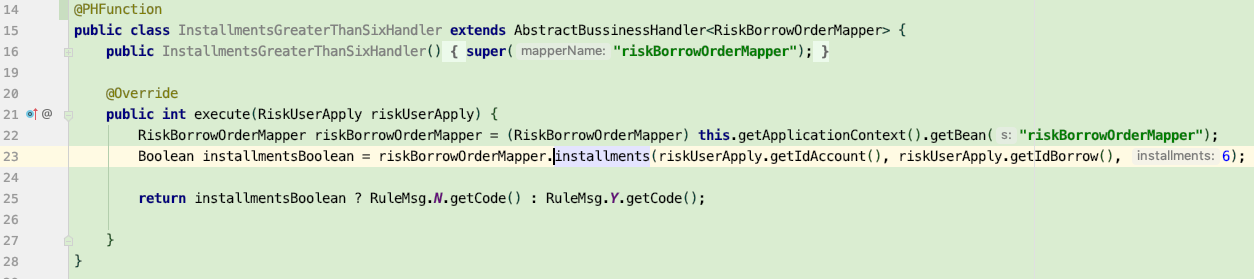 14 @PHFunction
15 public class InstallmentsGreaterThanSixHandler extends AbstractBussinessHandler<RiskBorrowOrderMapper> {
16 public InstallmentsGreaterThanSixHandler() { super( mapperName: "riskBorrowOrderMapper"); }
19
20 @Override
21 @ public int execute(RiskUserApply riskUserApply) {
22 RiskBorrowOrderMapper riskBorrowOrderMapper = (RiskBorrowOrderMapper) this.getApplicationContext().getBean( s: "riskBorrowOrderMapper");
23 Boolean installmentsBoolean = riskBorrowOrderMapper.installments(riskUserApply.getIdAccount(), riskUserApply.getIdBorrow(), installments: 6);
24
25 return installmentsBoolean ? RuleMsg.N.getCode() : RuleMsg.Y.getCode();
26
27 }
28 }